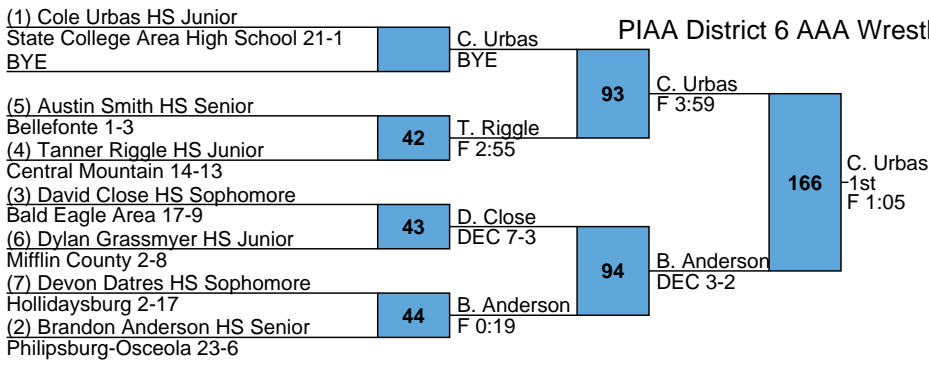 PIAA District 6 AAA Wrestl
(1) Cole Urbas HS Junior
State College Area High School 21-1
BYE
C. Urbas
BYE
(5) Austin Smith HS Senior
Bellefonte 1-3
(4) Tanner Riggle HS Junior
Central Mountain 14-13
42
T. Riggle
F 2:55
93
C. Urbas
F 3:59
(3) David Close HS Sophomore
Bald Eagle Area 17-9
(6) Dylan Grassmyer HS Junior
Mifflin County 2-8
43
D. Close
DEC 7-3
(7) Devon Datres HS Sophomore
Hollidaysburg 2-17
(2) Brandon Anderson HS Senior
Philipsburg-Osceola 23-6
44
B. Anderson
F 0:19
94
B. Anderson
DEC 3-2
166
C. Urbas
1st
F 1:05